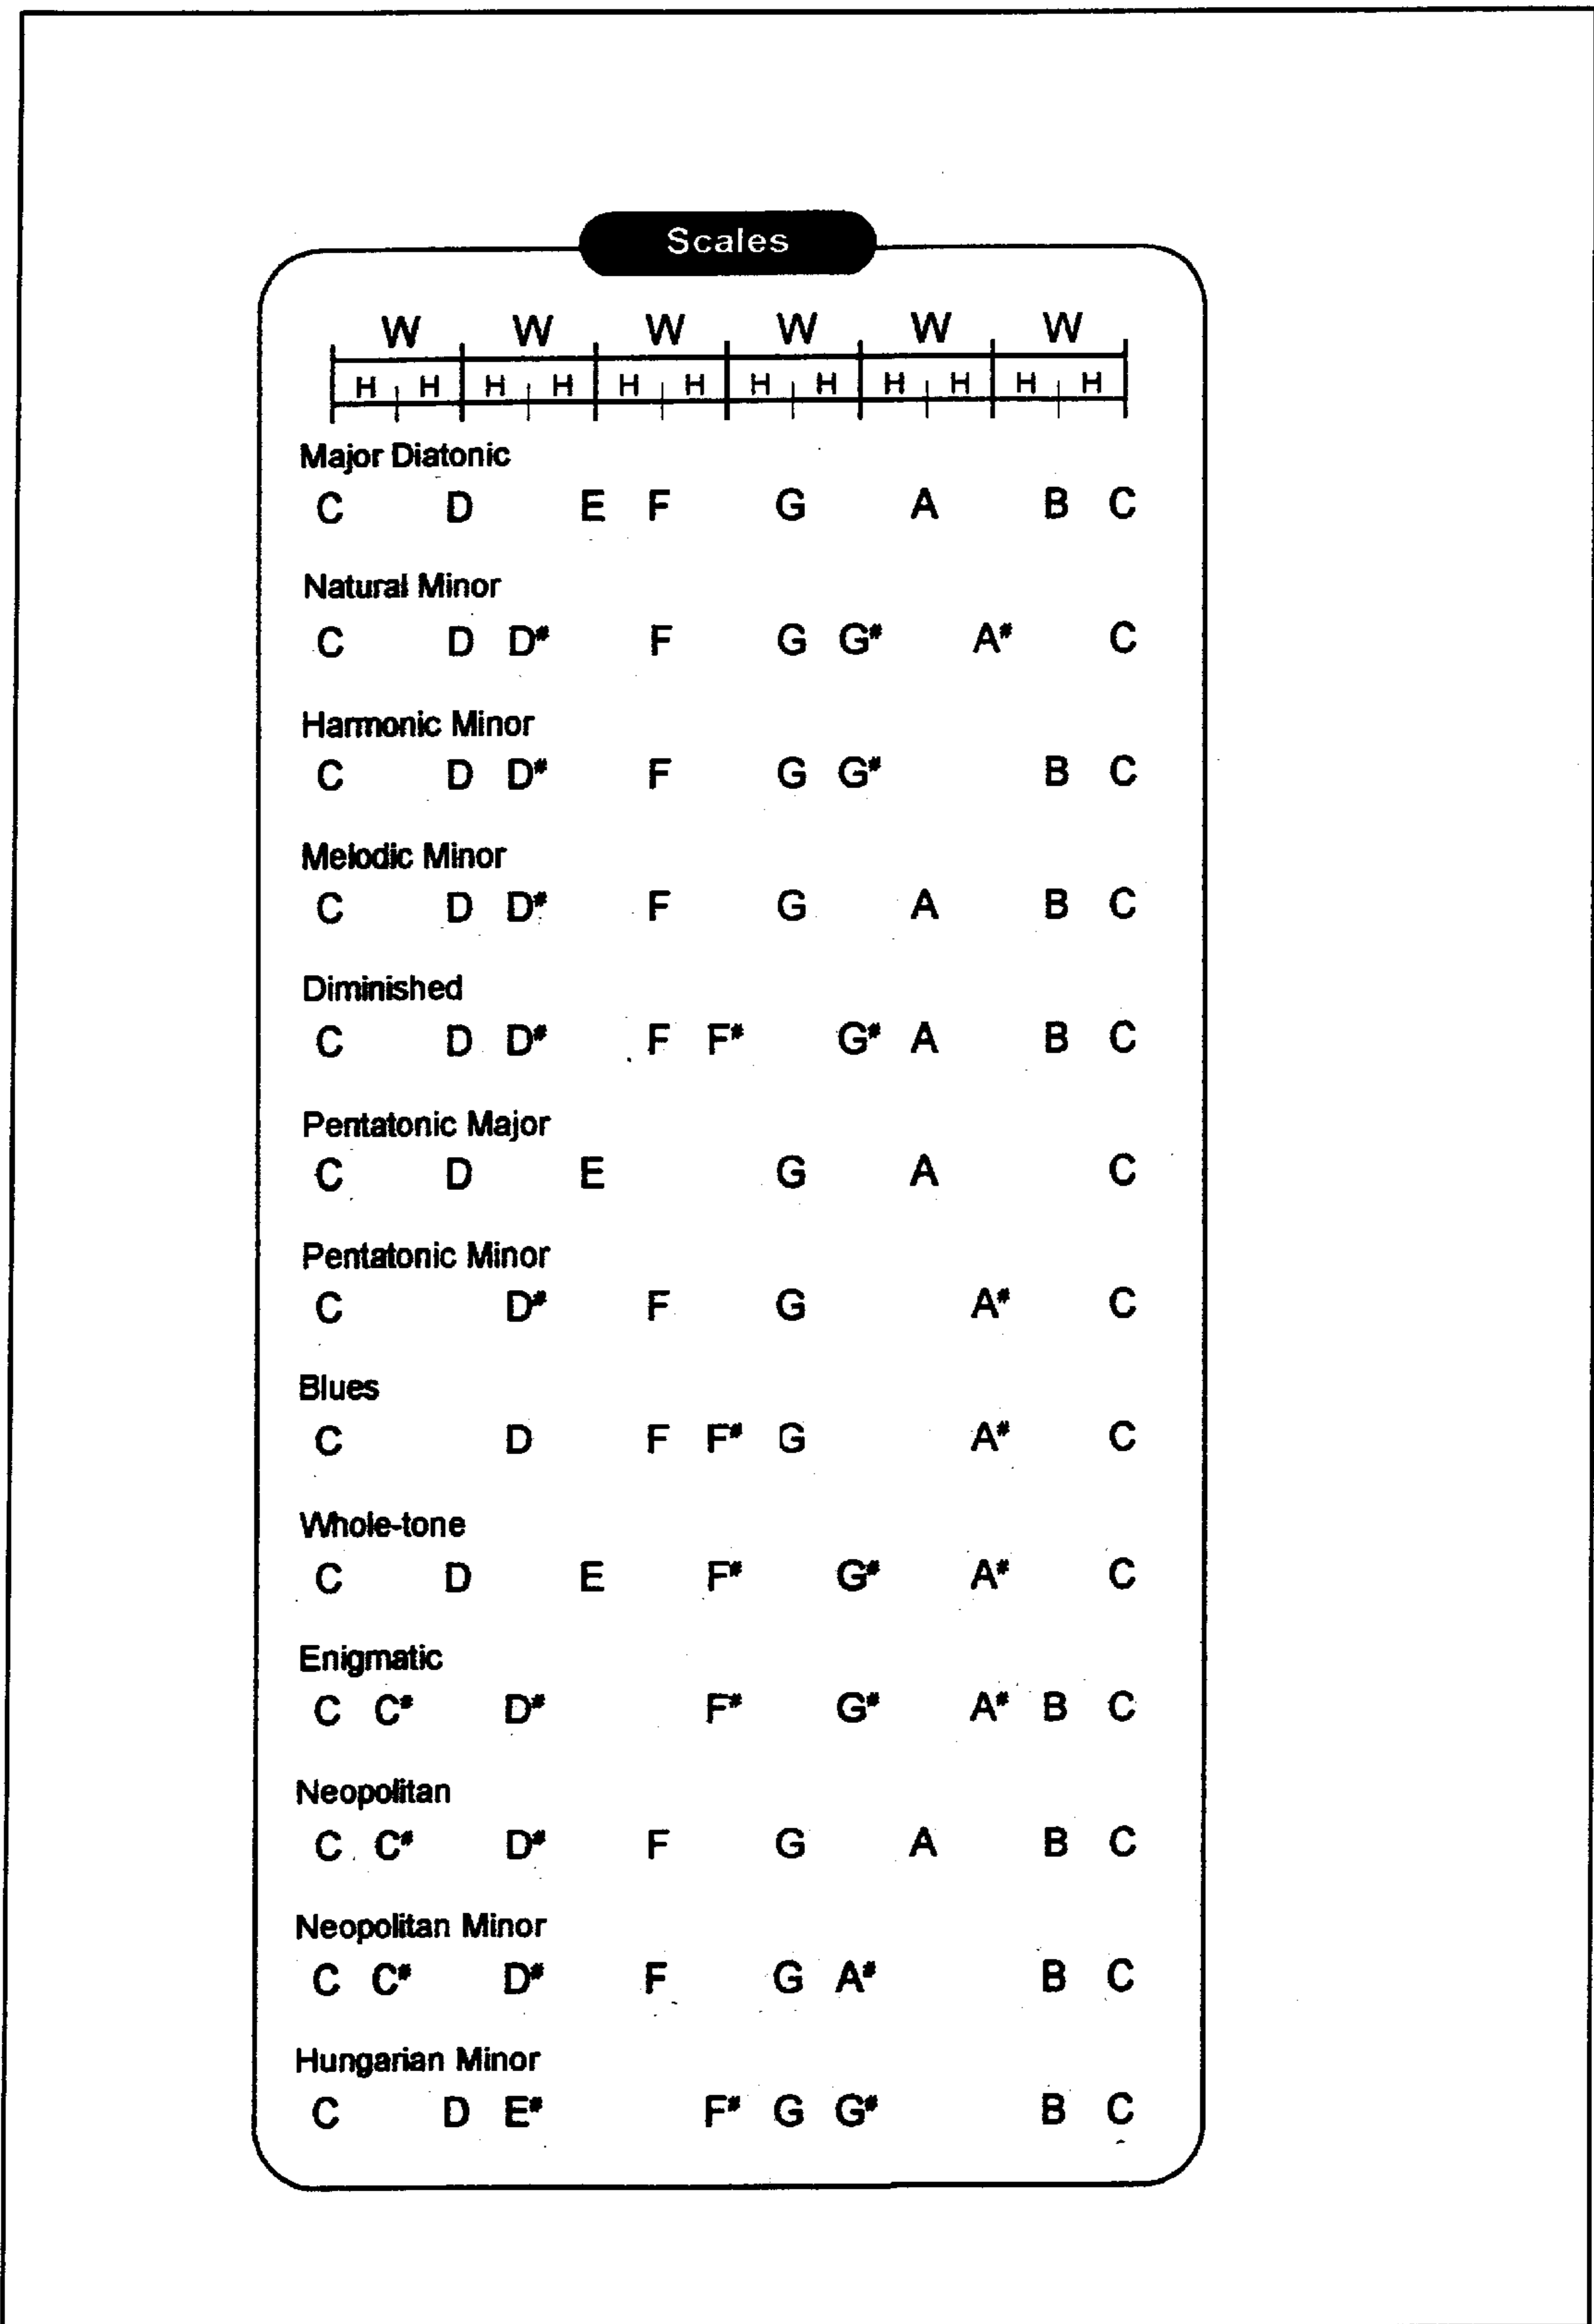 Scales
W W W W W W
H H H H H H H H H H H H
Major Diatonic
C D E F G A B C
Natural Minor
C D D# F G G# A# C
Harmonic Minor
C D D# F G G# B C
Melodic Minor
C D D# F G A B C
Diminished
C D D# F F# G# A B C
Pentatonic Major
C D E G A C
Pentatonic Minor
C D# F G A# C
Blues
C D F F# G A# C
Whole-tone
C D E F# G# A# C
Enigmatic
C C# D# F# G# A# B C
Neopolitan
C C# D# F G A B C
Neopolitan Minor
C C# D# F G A# B C
Hungarian Minor
C D E# F# G G# B C